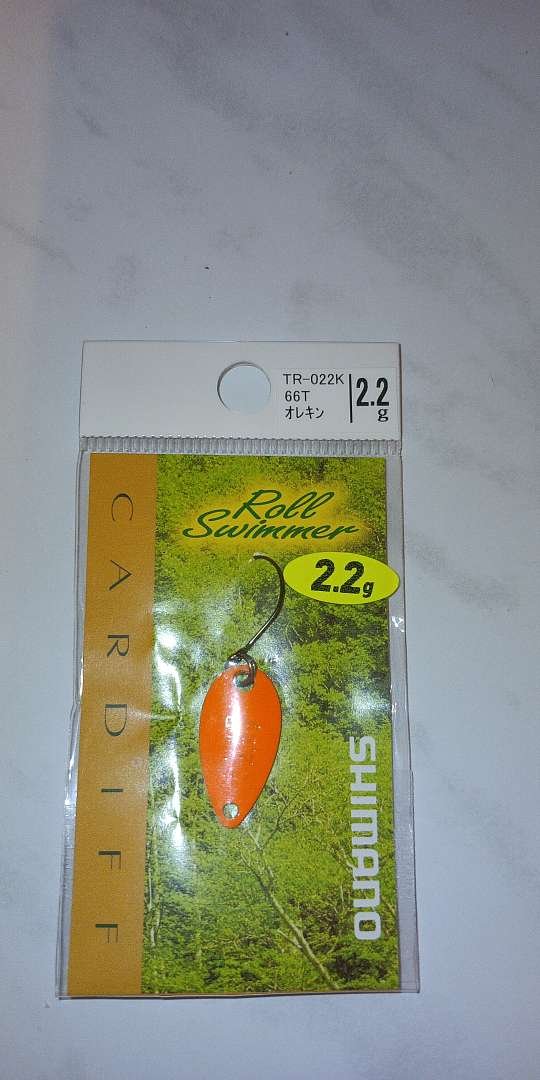 TR-022K
66T
オレキン
2.2
g
Roll
Swimmer
2.2g
CARDIFF
SHIMANO